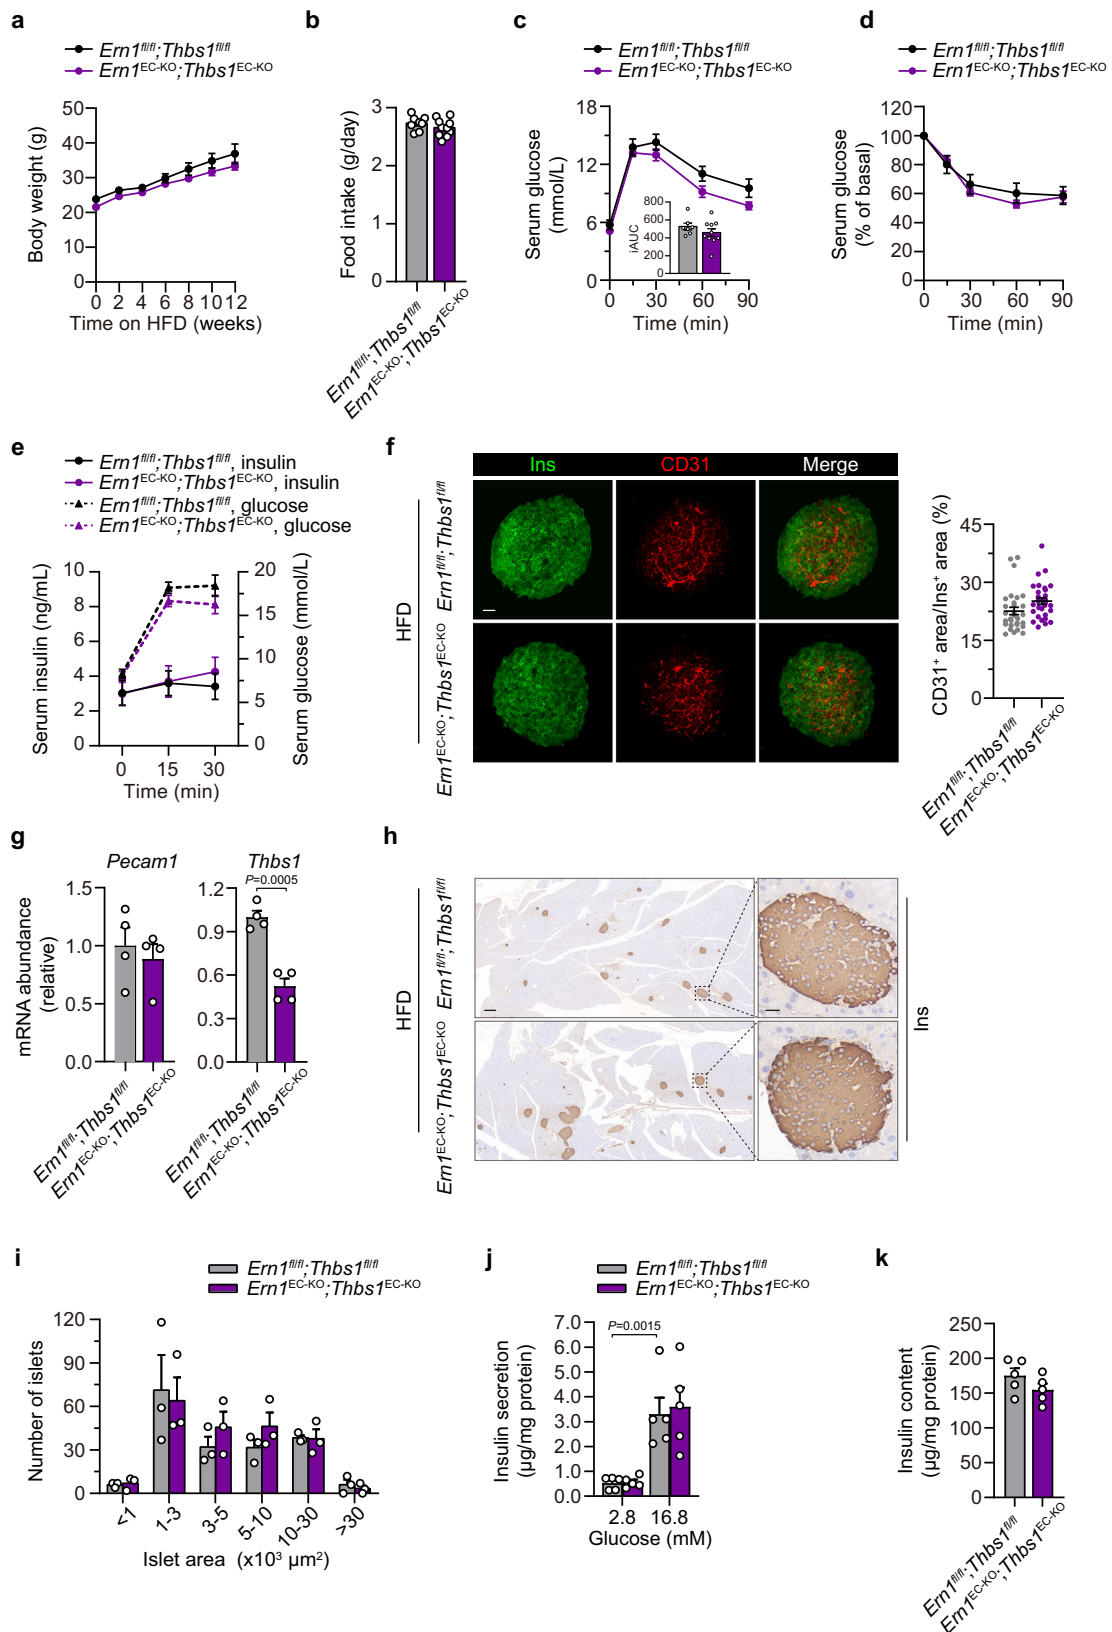 a
Ern1fl/fl;Thbs1fl/fl
Ern1EC-KO;Thbs1EC-KO
Body weight (g)
50
40
30
20
10
0
0 2 4 6 8 10 12
Time on HFD (weeks)
b
Food intake (g/day)
3
2
1
0
Ern1fl/fl;Thbs1fl/fl
Ern1EC-KO;Thbs1EC-KO
c
Ern1fl/fl;Thbs1fl/fl
Ern1EC-KO;Thbs1EC-KO
Serum glucose
(mmol/L)
18
12
6
0
iAUC
800
600
400
200
0
0 15 30 60 90
Time (min)
d
Ern1fl/fl;Thbs1fl/fl
Ern1EC-KO;Thbs1EC-KO
Serum glucose
(% of basal)
120
100
80
60
40
20
0
0 30 60 90
Time (min)
e
Ern1fl/fl;Thbs1fl/fl, insulin
Ern1EC-KO;Thbs1EC-KO, insulin
Ern1fl/fl;Thbs1fl/fl, glucose
Ern1EC-KO;Thbs1EC-KO, glucose
Serum insulin (ng/mL)
10
8
6
4
2
0
20
15
10
5
0
Serum glucose (mmol/L)
0 15 30
Time (min)
f
Ins CD31 Merge
HFD
Ern1fl/fl;Thbs1fl/fl
Ern1EC-KO;Thbs1EC-KO
CD31+ area/Ins+ area (%)
45
30
15
0
Ern1fl/fl;Thbs1fl/fl
Ern1EC-KO;Thbs1EC-KO
g
mRNA abundance
(relative)
Pecam1
1.5
1.0
0.5
0.0
Ern1fl/fl;Thbs1fl/fl
Ern1EC-KO;Thbs1EC-KO
Thbs1
P=0.0005
1.2
0.9
0.6
0.3
0.0
Ern1fl/fl;Thbs1fl/fl
Ern1EC-KO;Thbs1EC-KO
h
HFD
Ern1fl/fl;Thbs1fl/fl
Ern1EC-KO;Thbs1EC-KO
Ins
i
Ern1fl/fl;Thbs1fl/fl
Ern1EC-KO;Thbs1EC-KO
Number of islets
120
90
60
30
0
<1 1-3 3-5 5-10 10-30 >30
Islet area (x10³ µm²)
j
Ern1fl/fl;Thbs1fl/fl
Ern1EC-KO;Thbs1EC-KO
Insulin secretion
(µg/mg protein)
P=0.0015
7.0
6.0
5.0
4.0
3.0
2.0
1.0
0.0
2.8 16.8
Glucose (mM)
k
Insulin content
(µg/mg protein)
250
200
150
100
50
0
Ern1fl/fl;Thbs1fl/fl
Ern1EC-KO;Thbs1EC-KO